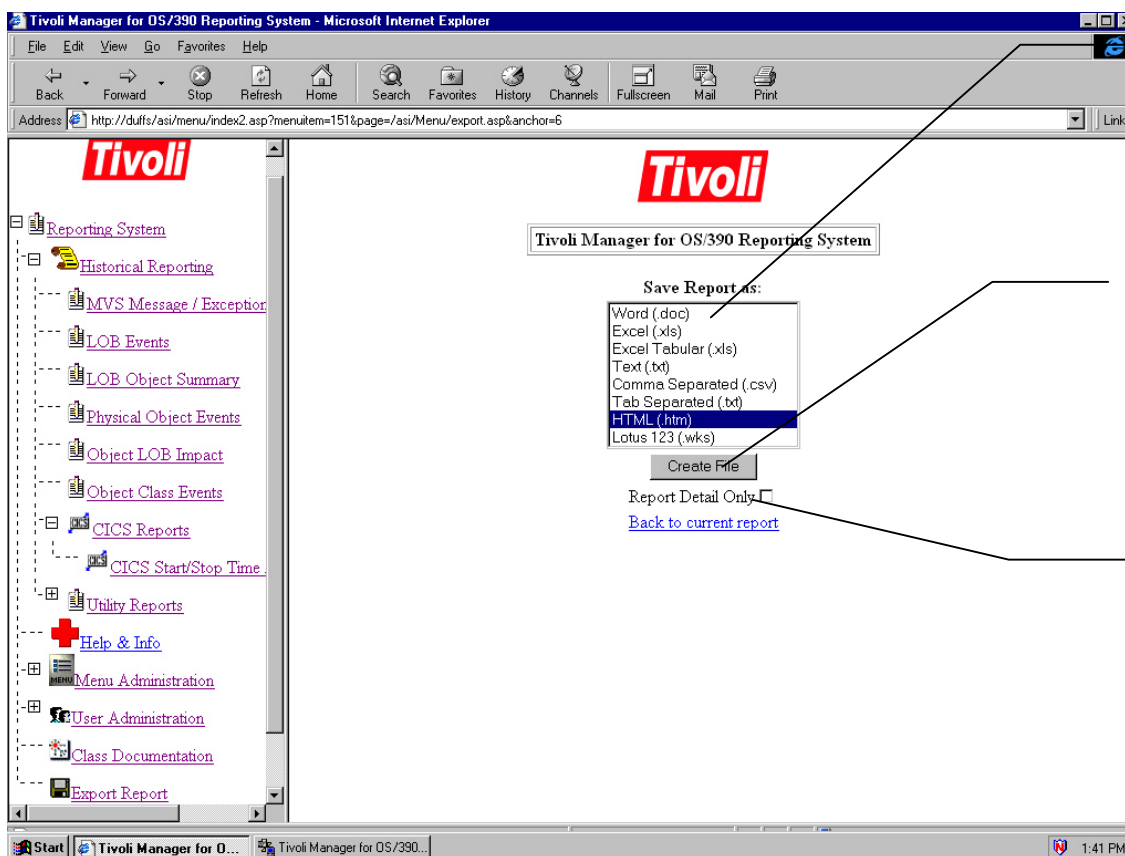 Tivoli Manager for OS/390 Reporting System - Microsoft Internet Explorer
File Edit View Go Favorites Help
Back Forward Stop Refresh Home Search Favorites History Channels Fullscreen Mail Print
Address http://duffs/asi/menu/index2.asp?menuitem=151&page=/asi/Menu/export.asp&anchor=6 Link
Tivoli
Reporting System
Historical Reporting
MVS Message / Exception
LOB Events
LOB Object Summary
Physical Object Events
Object LOB Impact
Object Class Events
CICS CICS Reports
CICS CICS Start/Stop Time
Utility Reports
Help & Info
MENU Menu Administration
User Administration
Class Documentation
Export Report
Tivoli
Tivoli Manager for OS/390 Reporting System
Save Report as:
Word (.doc)
Excel (.xls)
Excel Tabular (.xls)
Text (.txt)
Comma Separated (.csv)
Tab Separated (.txt)
HTML (.htm)
Lotus 123 (.wks)
Create File
Report Detail Only
Back to current report
Start Tivoli Manager for O... Tivoli Manager for OS/390... 1:41 PM